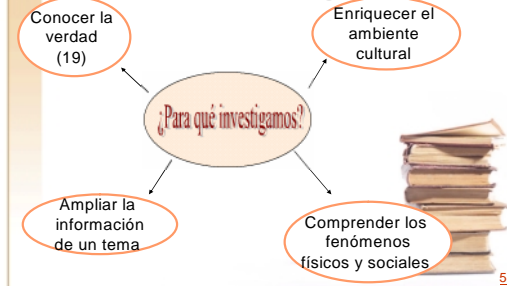 Conocer la
verdad
(19)
Enriquecer el
ambiente
cultural
¿Para qué investigamos?
Ampliar la
información
de un tema
Comprender los
fenómenos
físicos y sociales
5